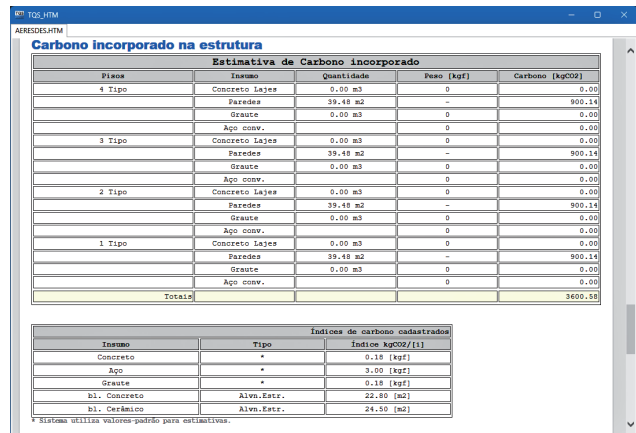 TQS_HTM
AERESDES.HTM
Carbono incorporado na estrutura
Estimativa de Carbono incorporado
Pisos Insumo Quantidade Peso [kgf] Carbono [kgCO2]
4 Tipo Concreto Lajes 0.00 m3 0 0.00
Paredes 39.48 m2 - 900.14
Graute 0.00 m3 0 0.00
Aço conv. 0 0.00
3 Tipo Concreto Lajes 0.00 m3 0 0.00
Paredes 39.48 m2 - 900.14
Graute 0.00 m3 0 0.00
Aço conv. 0 0.00
2 Tipo Concreto Lajes 0.00 m3 0 0.00
Paredes 39.48 m2 - 900.14
Graute 0.00 m3 0 0.00
Aço conv. 0 0.00
1 Tipo Concreto Lajes 0.00 m3 0 0.00
Paredes 39.48 m2 - 900.14
Graute 0.00 m3 0 0.00
Aço conv. 0 0.00
Totais 3600.58
Índices de carbono cadastrados
Insumo Tipo Índice kgCO2/[i]
Concreto * 0.18 [kgf]
Aço * 3.00 [kgf]
Graute * 0.18 [kgf]
bl. Concreto Alvn.Estr. 22.80 [m2]
bl. Cerâmico Alvn.Estr. 24.50 [m2]
* Sistema utiliza valores-padrão para estimativas.